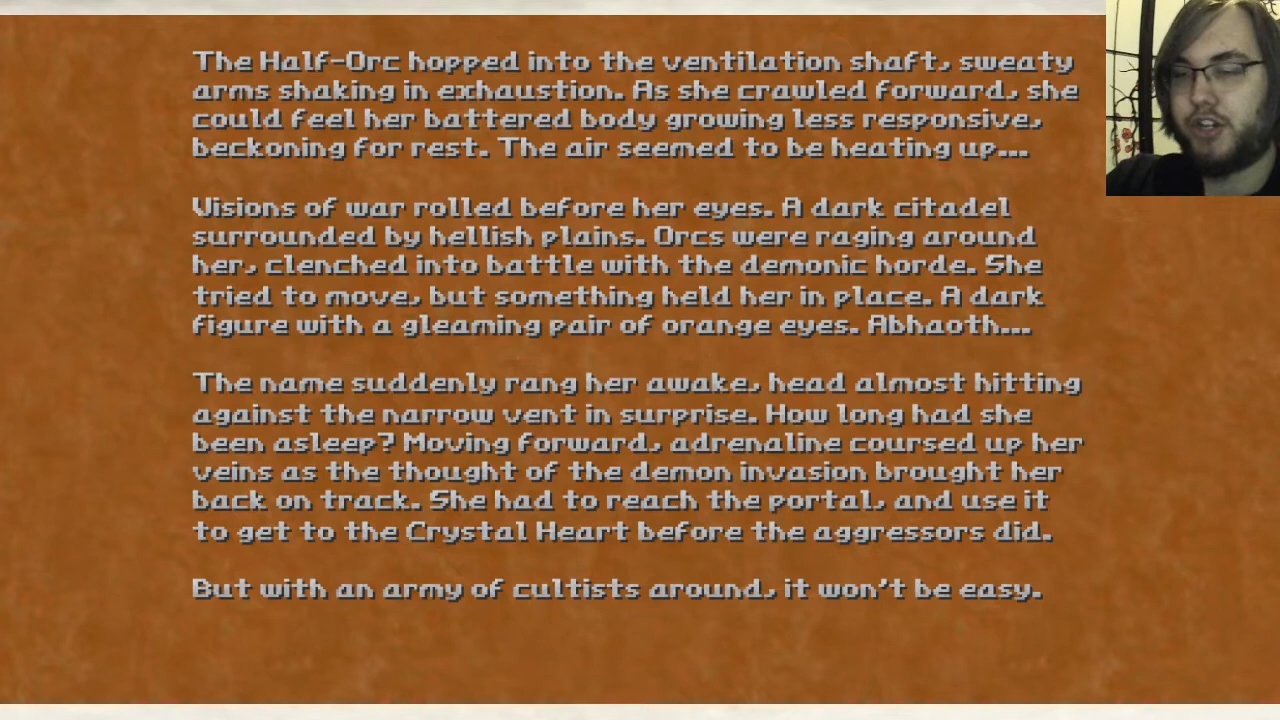 The Half-Orc hopped into the ventilation shaft, sweaty
arms shaking in exhaustion. As she crawled forward, she
could feel her battered body growing less responsive,
beckoning for rest. The air seemed to be heating up...
Visions of war rolled before her eyes. A dark citadel
surrounded by hellish plains. Orcs were raging around
her, clenched into battle with the demonic horde. She
tried to move, but something held her in place. A dark
figure with a gleaming pair of orange eyes. Abhaoth...
The name suddenly rang her awake, head almost hitting
against the narrow vent in surprise. How long had she
been asleep? Moving forward, adrenaline coursed up her
veins as the thought of the demon invasion brought her
back on track. She had to reach the portal, and use it
to get to the Crystal Heart before the aggressors did.
But with an army of cultists around, it won't be easy.